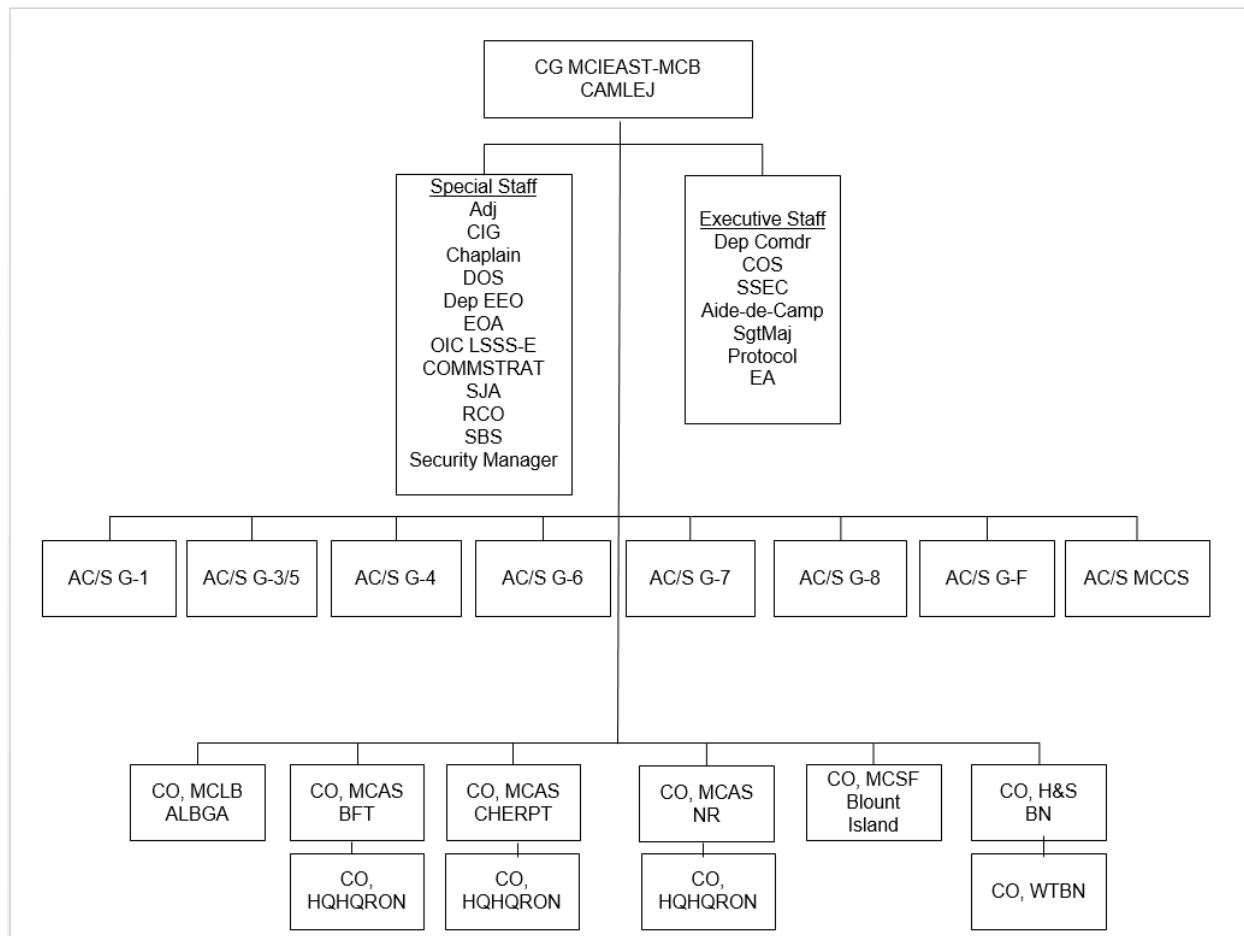 CG MCIEAST-MCB
CAMLEJ
Special Staff
Adj
CIG
Chaplain
DOS
Dep EEO
EOA
OIC LSSS-E
COMMSTRAT
SJA
RCO
SBS
Security Manager
Executive Staff
Dep Comdr
COS
SSEC
Aide-de-Camp
SgtMaj
Protocol
EA
AC/S G-1
AC/S G-3/5
AC/S G-4
AC/S G-6
AC/S G-7
AC/S G-8
AC/S G-F
AC/S MCCS
CO, MCLB
ALBGA
CO, MCAS
BFT
CO, MCAS
CHERPT
CO, MCAS
NR
CO, MCSF
Blount
Island
CO, H&S
BN
CO,
HQHQRON
CO,
HQHQRON
CO,
HQHQRON
CO, WTBN